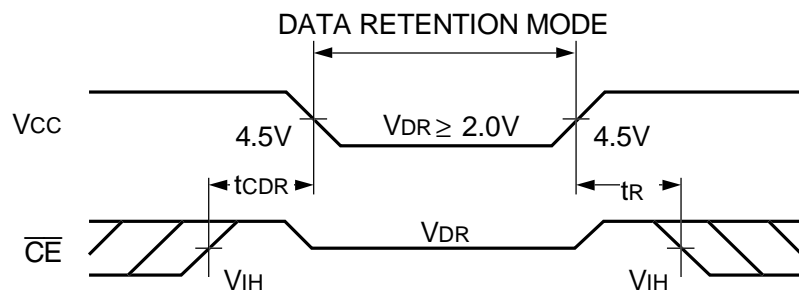 DATA RETENTION MODE
VCC
4.5V
VDR ≥ 2.0V
4.5V
tCDR
tR
CE
VDR
VIH
VIH